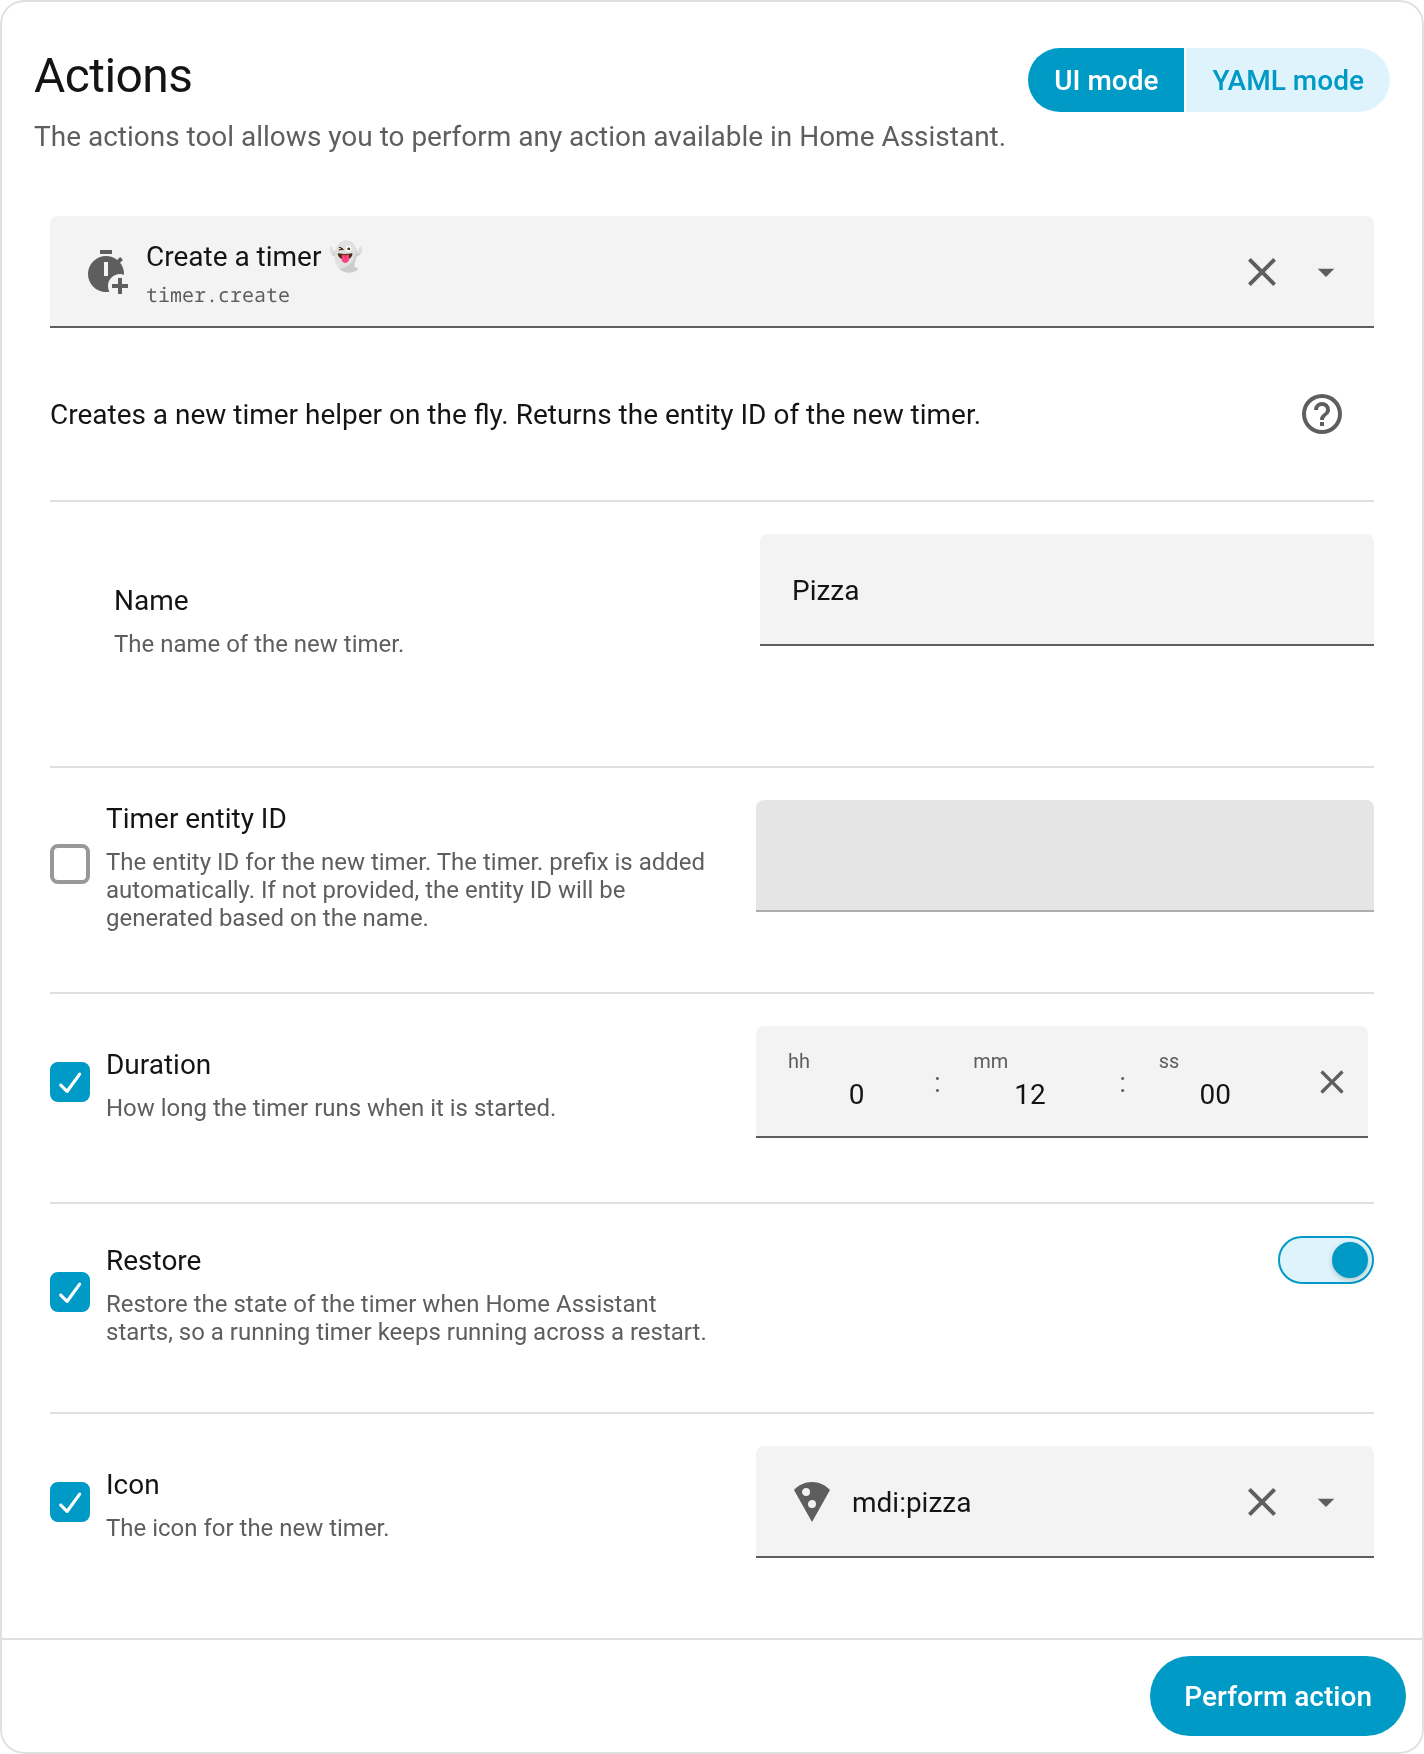 Actions
UI mode
YAML mode
The actions tool allows you to perform any action available in Home Assistant.
Create a timer 👻
timer.create
Creates a new timer helper on the fly. Returns the entity ID of the new timer.
Name
The name of the new timer.
Pizza
Timer entity ID
The entity ID for the new timer. The timer. prefix is added
automatically. If not provided, the entity ID will be
generated based on the name.
Duration
How long the timer runs when it is started.
hh
mm
ss
0 : 12 : 00
Restore
Restore the state of the timer when Home Assistant
starts, so a running timer keeps running across a restart.
Icon
The icon for the new timer.
mdi:pizza
Perform action